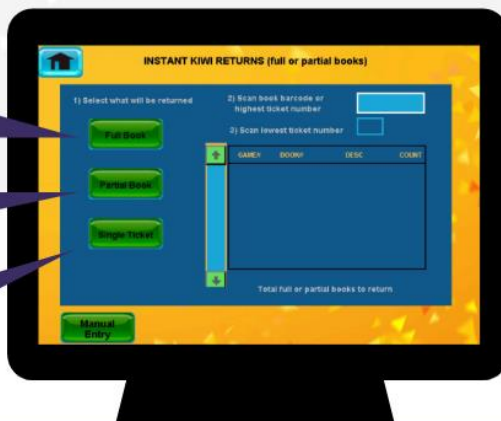 INSTANT KIWI RETURNS (full or partial books)
1) Select what will be returned
2) Scan book barcode or
highest ticket number
Full Book
3) Scan lowest ticket number
GAME# BOOK# DESC COUNT
Partial Book
Single Ticket
Total full or partial books to return
Manual
Entry